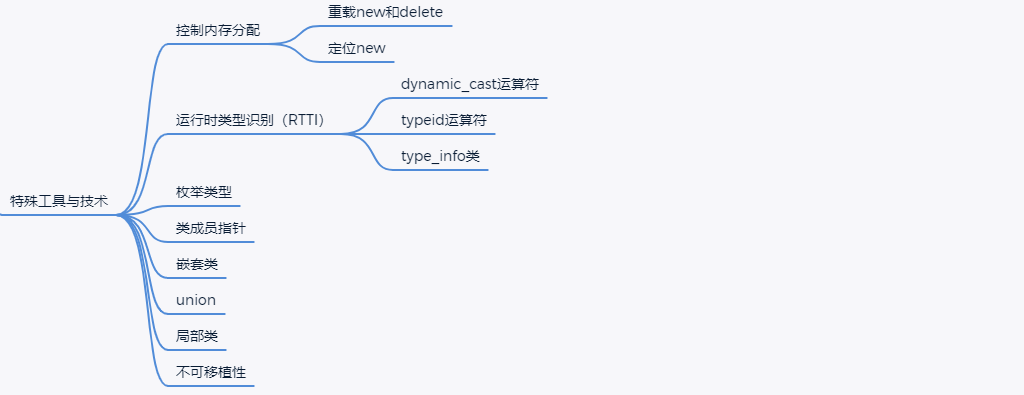 特殊工具与技术
控制内存分配
重载new和delete
定位new
运行时类型识别（RTTI）
dynamic_cast运算符
typeid运算符
type_info类
枚举类型
类成员指针
嵌套类
union
局部类
不可移植性